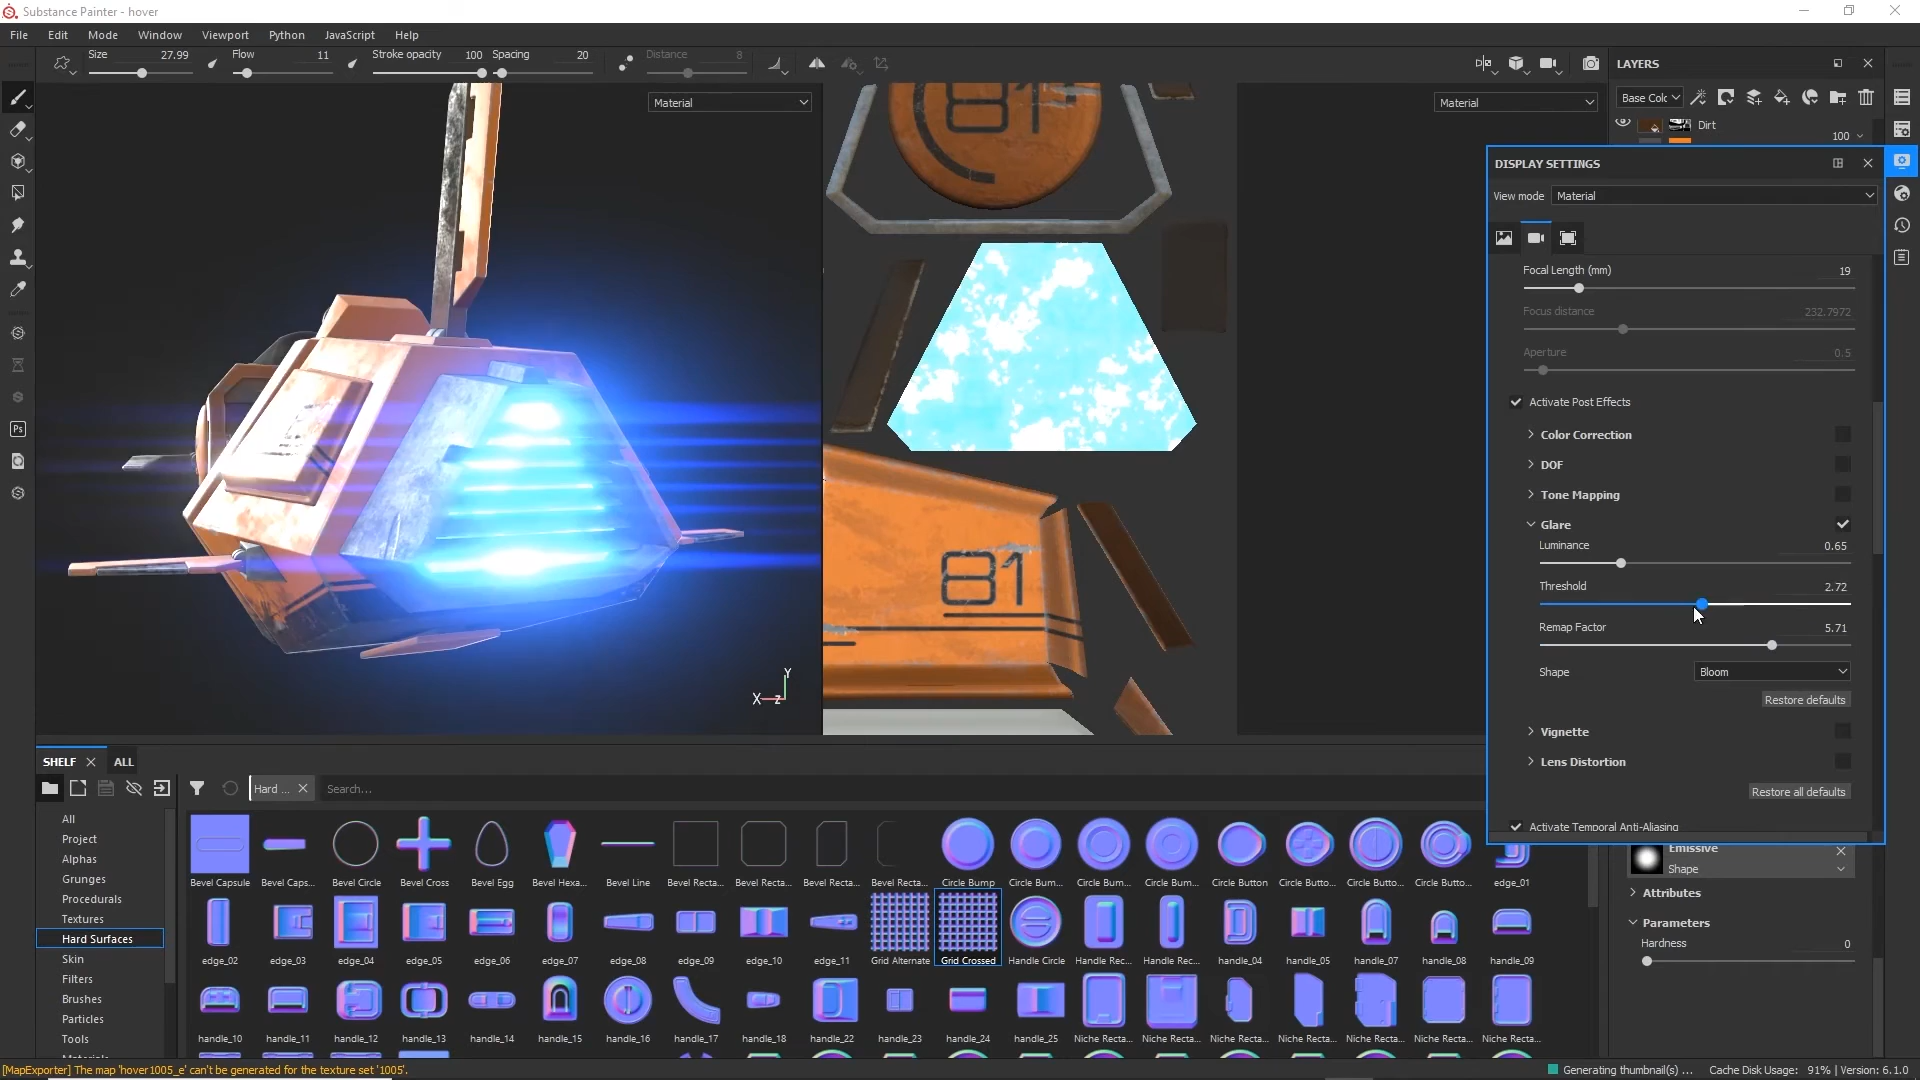 Substance Painter - hover
File Edit Mode Window Viewport Python JavaScript Help
Size 27.99 Flow 11 Stroke opacity 100 Spacing 20 Distance 8
Material
Material
81
81
Y
X Z
LAYERS
Base Colc
Dirt
100
DISPLAY SETTINGS
View mode Material
Focal Length (mm) 19
Focus distance 232.7972
Aperture 0.5
Activate Post Effects
Color Correction
DOF
Tone Mapping
Glare
Luminance 0.65
Threshold 2.72
Remap Factor 5.71
Shape Bloom
Restore defaults
Vignette
Lens Distortion
Restore all defaults
Activate Temporal Anti-Aliasing
Emissive
Shape
Attributes
Parameters
Hardness 0
Ps
SHELF ALL
Hard ... Search...
All
Project
Alphas
Grunges
Procedurals
Textures
Hard Surfaces
Skin
Filters
Brushes
Particles
Tools
Materials
Bevel Capsule Bevel Caps... Bevel Circle Bevel Cross Bevel Egg Bevel Hexa... Bevel Line Bevel Recta... Bevel Recta... Bevel Recta... Bevel Recta... Circle Bump Circle Bum... Circle Bum... Circle Bum... Circle Button Circle Butto... Circle Butto... Circle Butto... edge_01
edge_02 edge_03 edge_04 edge_05 edge_06 edge_07 edge_08 edge_09 edge_10 edge_11 Grid Alternate Grid Crossed Handle Circle Handle Rec... Handle Rec... handle_04 handle_05 handle_07 handle_08 handle_09
handle_10 handle_11 handle_12 handle_13 handle_14 handle_15 handle_16 handle_17 handle_18 handle_22 handle_23 handle_24 handle_25 Niche Recta... Niche Recta... Niche Recta... Niche Recta... Niche Recta... Niche Recta... Niche Recta...
[MapExporter] The map 'hover1005_e' can't be generated for the texture set '1005'.
Generating thumbnail(s) ... Cache Disk Usage: 91% | Version: 6.1.0